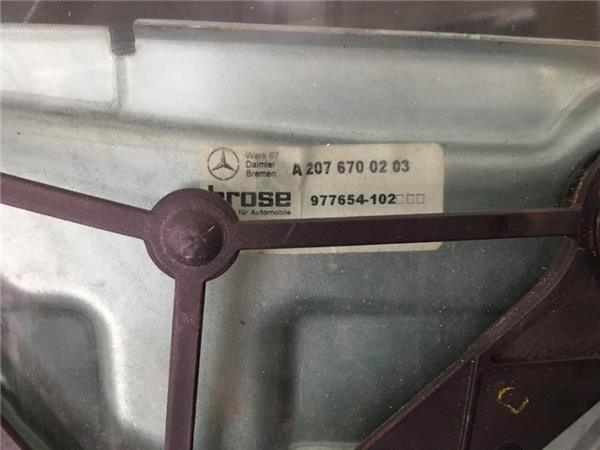 Werk 67
Daimler
Bremen
A 207 670 02 03
brose
für Automobile
977654-102□□□